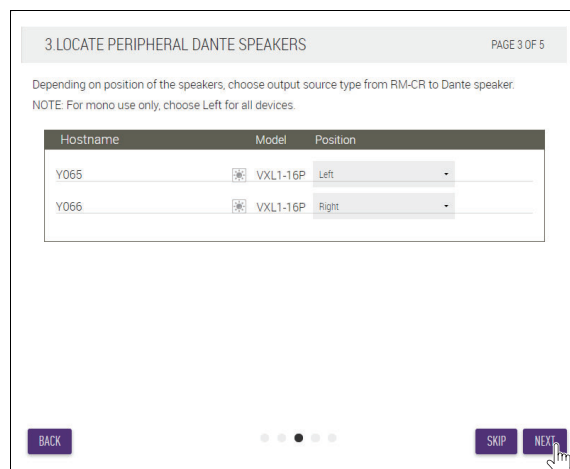 3.LOCATE PERIPHERAL DANTE SPEAKERS PAGE 3 OF 5
Depending on position of the speakers, choose output source type from RM-CR to Dante speaker.
NOTE: For mono use only, choose Left for all devices.
Hostname Model Position
Y065 VXL1-16P Left
Y066 VXL1-16P Right
BACK SKIP NEXT